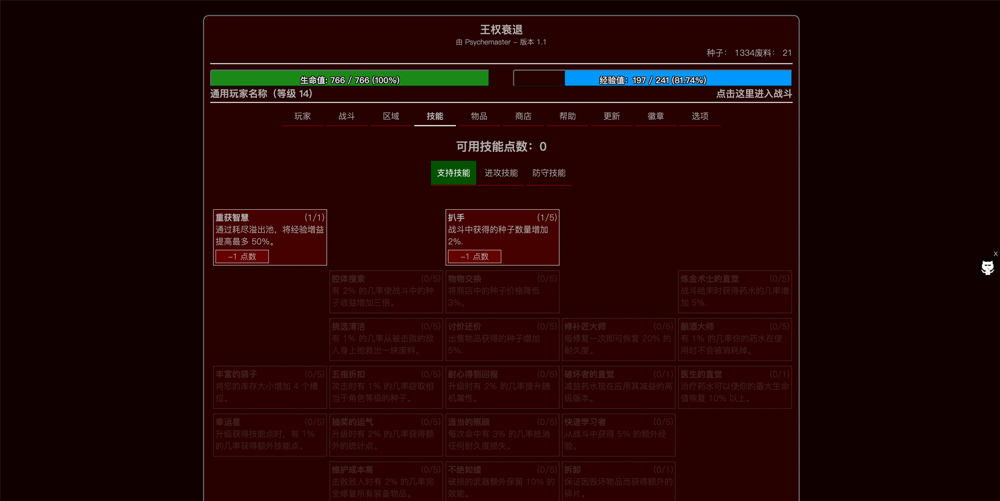 王权衰退
由 Psychemaster - 版本 1.1
种子: 1334废料: 21
生命值: 766 / 766 (100%)
经验值: 197 / 241 (81.74%)
通用玩家名称（等级 14）
点击这里进入战斗
玩家 战斗 区域 技能 物品 商店 帮助 更新 徽章 选项
可用技能点数: 0
支持技能 进攻技能 防守技能
重获智慧 (1/1)
通过耗尽溢出池，将经验增益
提高最多 50%。
-1 点数
扒手 (1/5)
战斗中获得的种子数量增加
2%.
-1 点数
腔体搜索 (0/5)
有 2% 的几率使战斗中的种
子收益增加三倍。
物物交换 (0/5)
将商店中的种子价格降低
3%。
炼金术士的直觉 (0/5)
战斗结束时获得药水的几率增
加 5%.
挑选清洁 (0/5)
有 1% 的几率从被击败的敌
人身上抢救出一块废料。
讨价还价 (0/5)
出售物品获得的种子增加
5%.
修补匠大师 (0/5)
每修复一次即可恢复 20% 的
耐久度。
酿酒大师 (0/5)
有 1% 的几率你的药水在使
用时不会被消耗掉。
丰富的袋子 (0/5)
将您的库存大小增加 4 个槽
位。
五指折扣 (0/5)
攻击时有 1% 的几率窃取相
当于角色等级的种子。
耐心得到回报 (0/5)
升级时有 2% 的几率提升随
机属性。
破坏者的直觉 (0/1)
减益药水现在应用其减益的高
级版本。
医生的直觉 (0/1)
治疗药水可以使你的最大生命
值恢复 10% 以上。
幸运星 (0/5)
升级获得技能点时，有 1%
的几率获得额外技能点。
抽奖的运气 (0/5)
升级时有 2% 的几率获得额
外的统计点。
适当的照顾 (0/5)
每次命中有 3% 的几率抵消
任何耐久度损失。
快速学习者 (0/5)
从战斗中获得 5% 的额外经
验。
维护成本高 (0/5)
击败敌人时有 2% 的几率完
全修复所有装备物品。
不绝如缕 (0/5)
破损的武器额外保留 10% 的
效能。
拆卸 (0/1)
保证因毁坏物品而获得额外的
碎片。
X